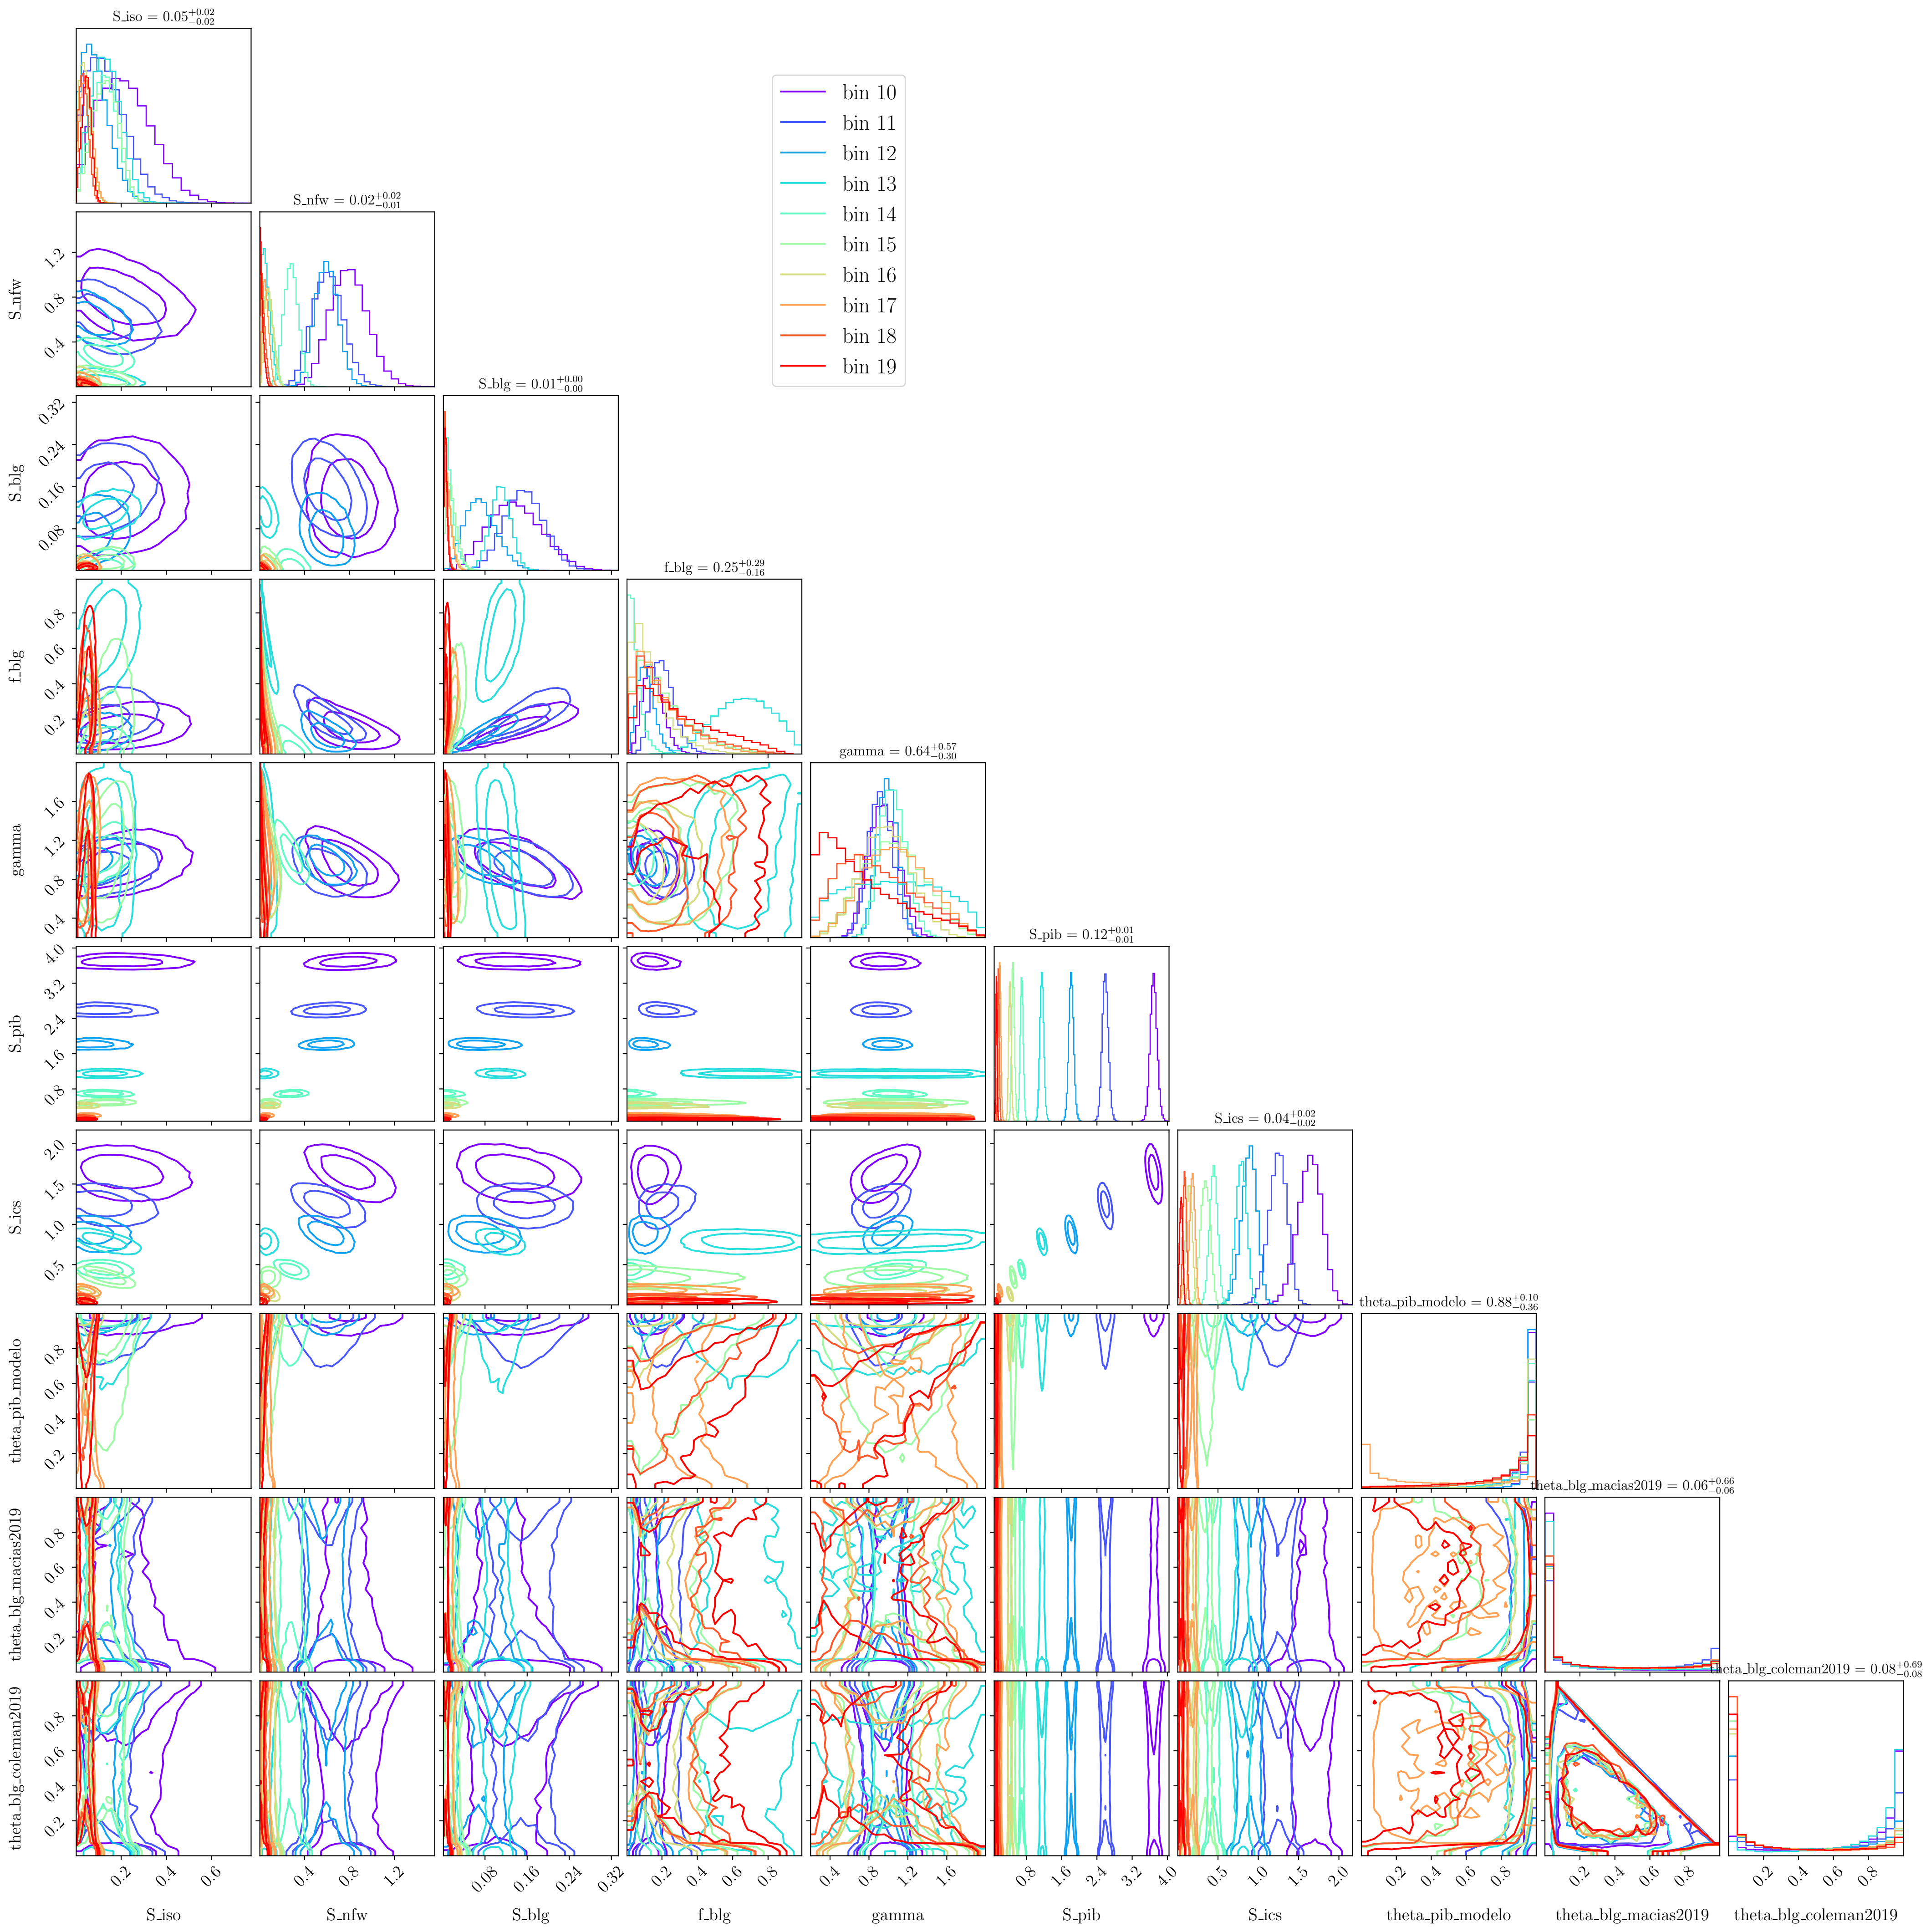 S_iso = 0.05+0.02−0.02
bin 10
bin 11
bin 12
bin 13
bin 14
bin 15
bin 16
bin 17
bin 18
bin 19
S_nfw = 0.02+0.02−0.01
S_nfw
1.2
0.8
0.4
S_blg = 0.01+0.00−0.00
S_blg
0.32
0.24
0.16
0.08
f_blg = 0.25+0.29−0.16
f_blg
0.8
0.6
0.4
0.2
gamma = 0.64+0.57−0.30
gamma
1.6
1.2
0.8
0.4
S_pib = 0.12+0.01−0.01
S_pib
4.0
3.2
2.4
1.6
0.8
S_ics = 0.04+0.02−0.02
S_ics
2.0
1.5
1.0
0.5
theta_pib_modelo = 0.88+0.10−0.36
theta_pib_modelo
0.8
0.6
0.4
0.2
theta_blg_macias2019 = 0.06+0.66−0.06
theta_blg_macias2019
0.8
0.6
0.4
0.2
theta_blg_coleman2019 = 0.08+0.69−0.08
theta_blg_coleman2019
0.8
0.6
0.4
0.2
0.2 0.4 0.6 0.4 0.8 1.2 0.08 0.16 0.24 0.32 0.2 0.4 0.6 0.8 0.4 0.8 1.2 1.6 0.8 1.6 2.4 3.2 4.0 0.5 1.0 1.5 2.0 0.2 0.4 0.6 0.8 0.2 0.4 0.6 0.8 0.2 0.4 0.6 0.8
S_iso S_nfw S_blg f_blg gamma S_pib S_ics theta_pib_modelo theta_blg_macias2019 theta_blg_coleman2019